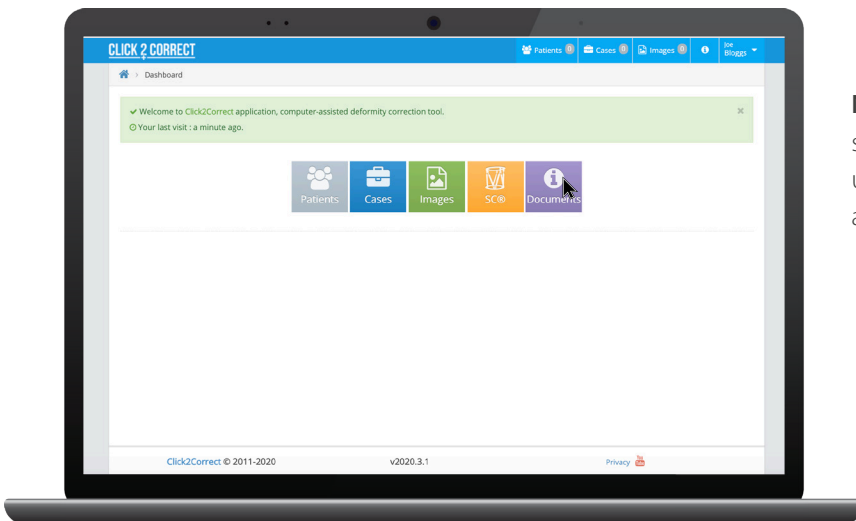 CLICK 2 CORRECT
Patients 0 Cases 0 Images 0 Joe Bloggs
Dashboard
Welcome to Click2Correct application, computer-assisted deformity correction tool.
Your last visit : a minute ago.
Patients Cases Images SC® Documents
Click2Correct © 2011-2020 v2020.3.1 Privacy